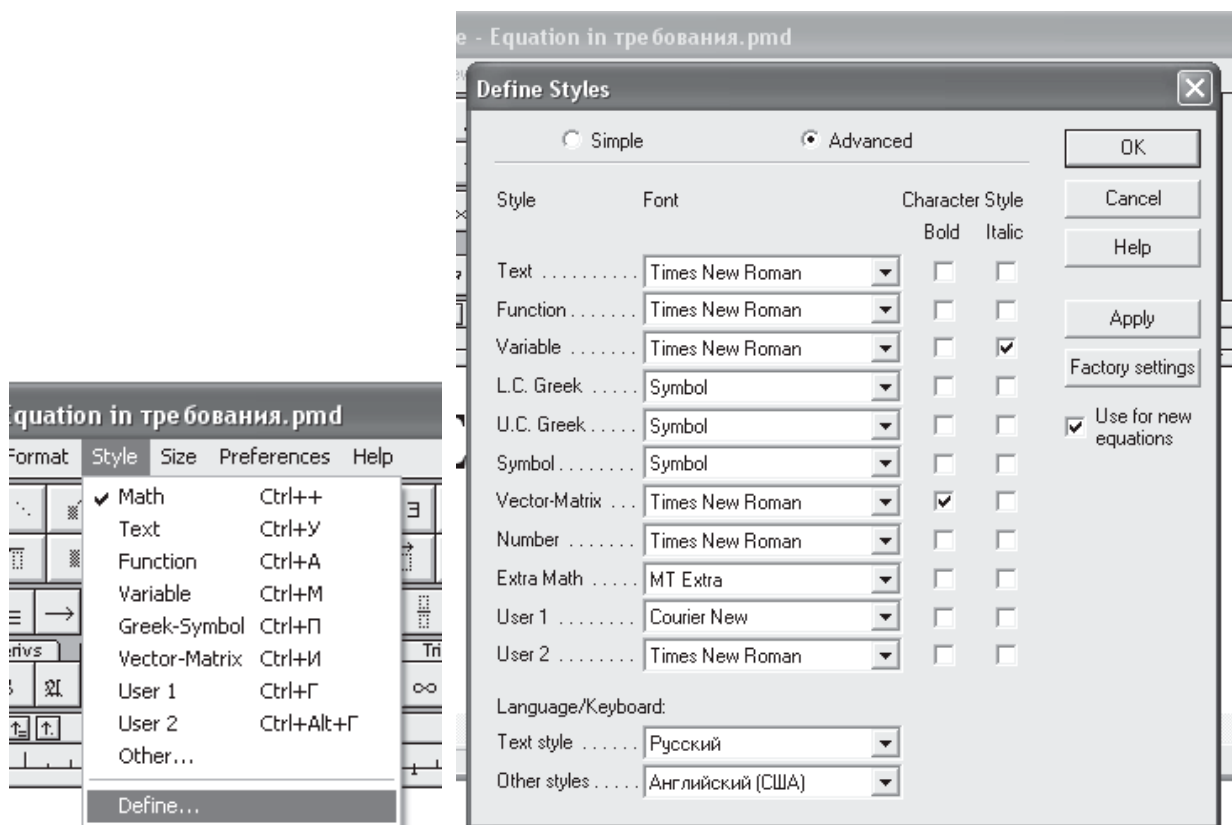 Equation in требования.pmd
Format Style Size Preferences Help
Math Ctrl++
Text Ctrl+У
Function Ctrl+А
Variable Ctrl+М
Greek-Symbol Ctrl+П
Vector-Matrix Ctrl+И
User 1 Ctrl+Г
User 2 Ctrl+Alt+Г
Other...
Define...
e - Equation in требования.pmd
Define Styles
Simple Advanced
OK
Style Font Character Style
Cancel
Bold Italic
Help
Text .......... Times New Roman
Function ....... Times New Roman
Apply
Variable ....... Times New Roman
Factory settings
L.C. Greek ..... Symbol
U.C. Greek ..... Symbol
Use for new
equations
Symbol ........ Symbol
Vector-Matrix ... Times New Roman
Number ....... Times New Roman
Extra Math ..... MT Extra
User 1 ........ Courier New
User 2 ........ Times New Roman
Language/Keyboard:
Text style ...... Русский
Other styles ..... Английский (США)